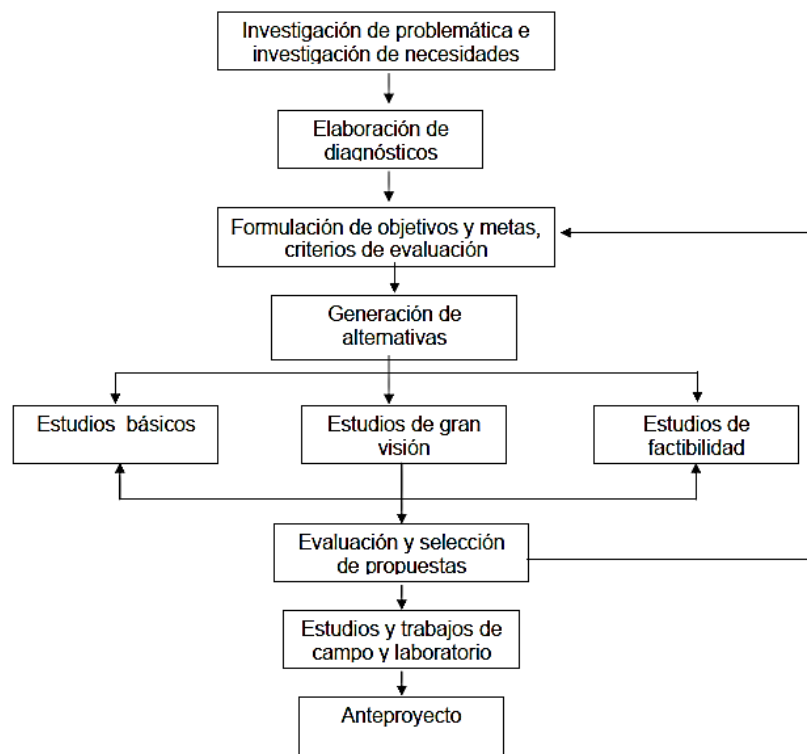 Investigación de problemática e
investigación de necesidades
Elaboración de
diagnósticos
Formulación de objetivos y metas,
criterios de evaluación
Generación de
alternativas
Estudios básicos
Estudios de gran
visión
Estudios de
factibilidad
Evaluación y selección
de propuestas
Estudios y trabajos de
campo y laboratorio
Anteproyecto